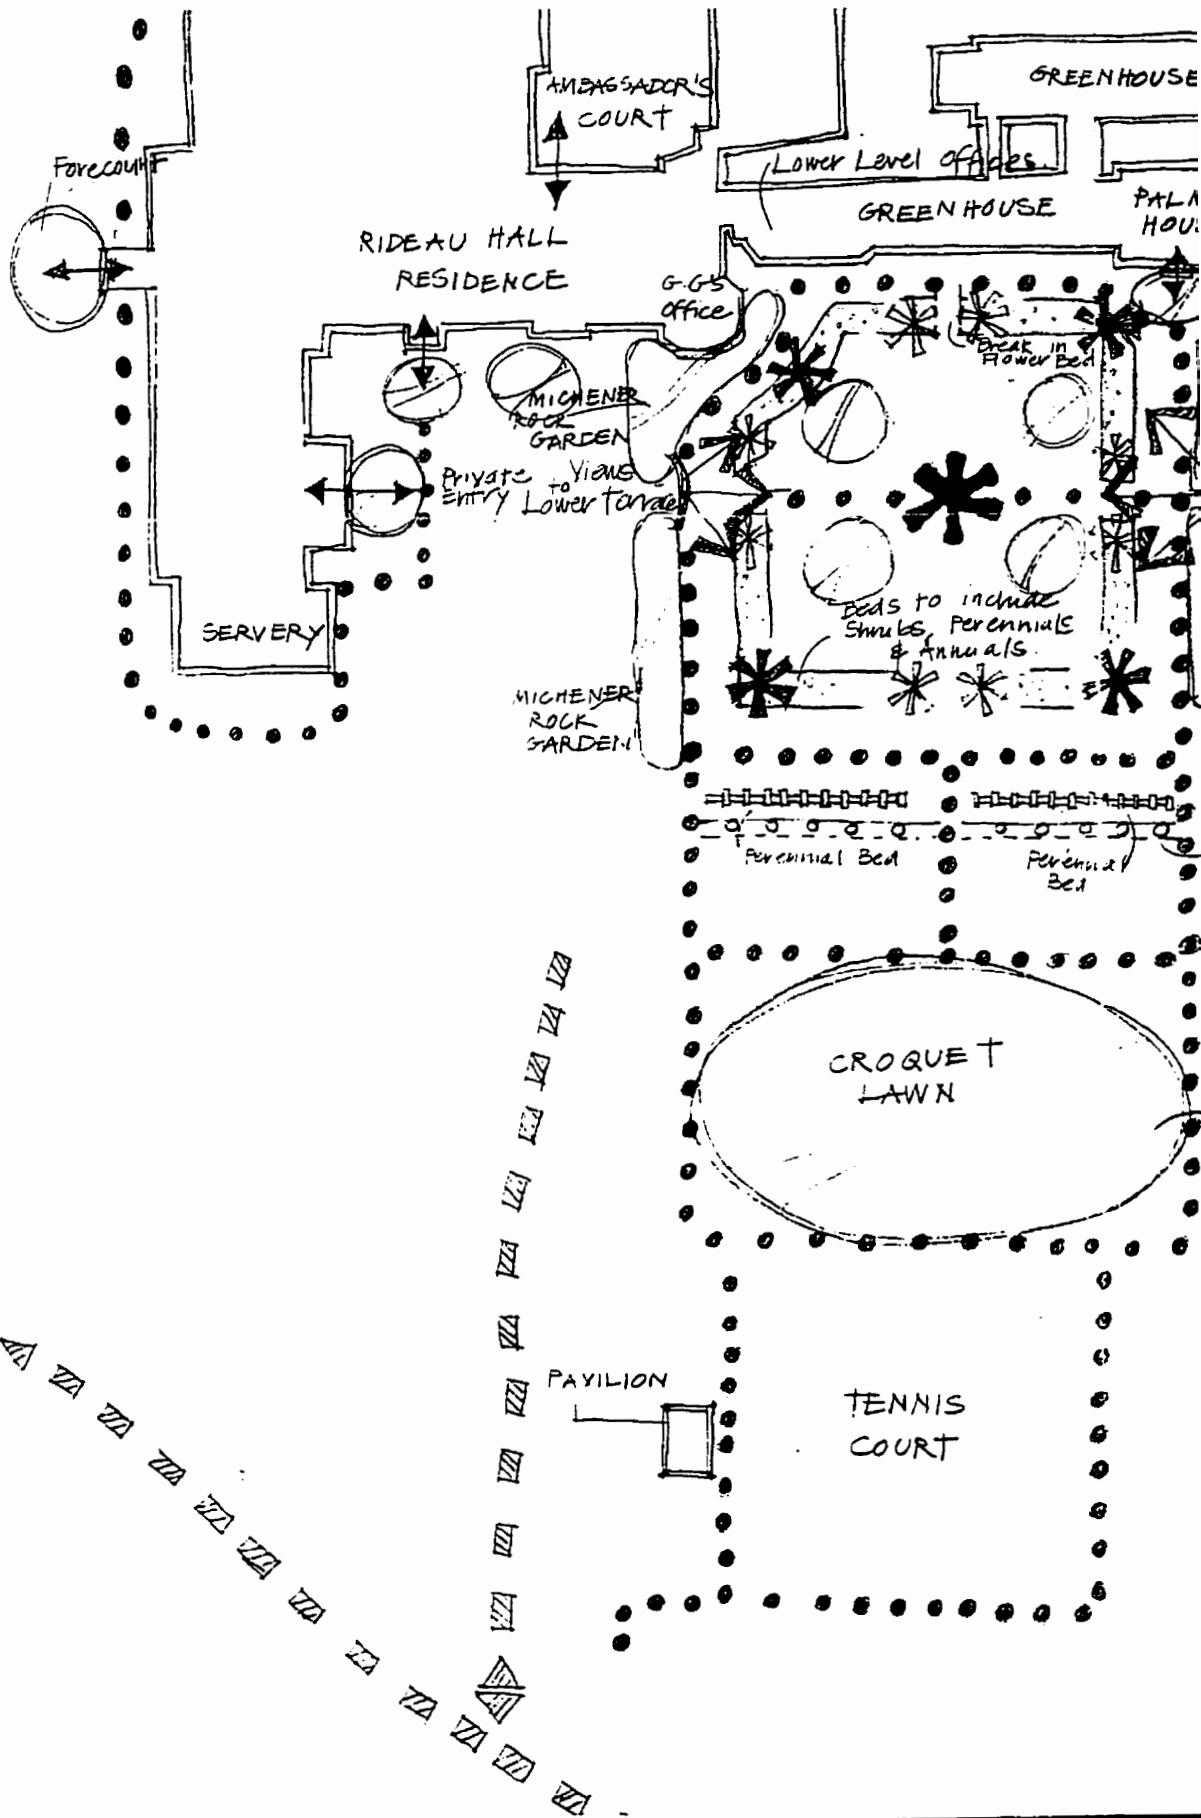 AMBASSADOR'S
COURT
GREENHOUSE
Forecourt
Lower Level Offices.
GREENHOUSE
RIDEAU HALL
RESIDENCE
G.G'S
Office
Break in
Flower Bed
MICHENER
ROCK
GARDEN
Private
Entry
Views
to
Lower Terrace
Beds to include
Shrubs, Perennials
& Annuals.
SERVERY
MICHENER
ROCK
GARDEN
Perennial Bed
Perennial
Bed
CROQUET
LAWN
PAVILION
TENNIS
COURT